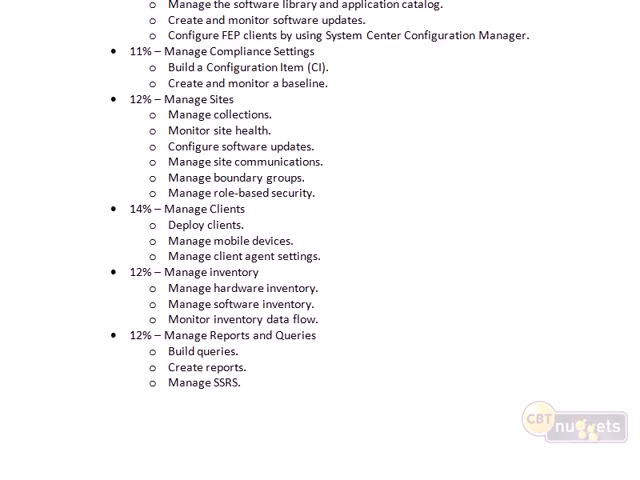 o Manage the software library and application catalog.
o Create and monitor software updates.
o Configure FEP clients by using System Center Configuration Manager.
• 11% – Manage Compliance Settings
o Build a Configuration Item (CI).
o Create and monitor a baseline.
• 12% – Manage Sites
o Manage collections.
o Monitor site health.
o Configure software updates.
o Manage site communications.
o Manage boundary groups.
o Manage role-based security.
• 14% – Manage Clients
o Deploy clients.
o Manage mobile devices.
o Manage client agent settings.
• 12% – Manage inventory
o Manage hardware inventory.
o Manage software inventory.
o Monitor inventory data flow.
• 12% – Manage Reports and Queries
o Build queries.
o Create reports.
o Manage SSRS.
CBT nuggets